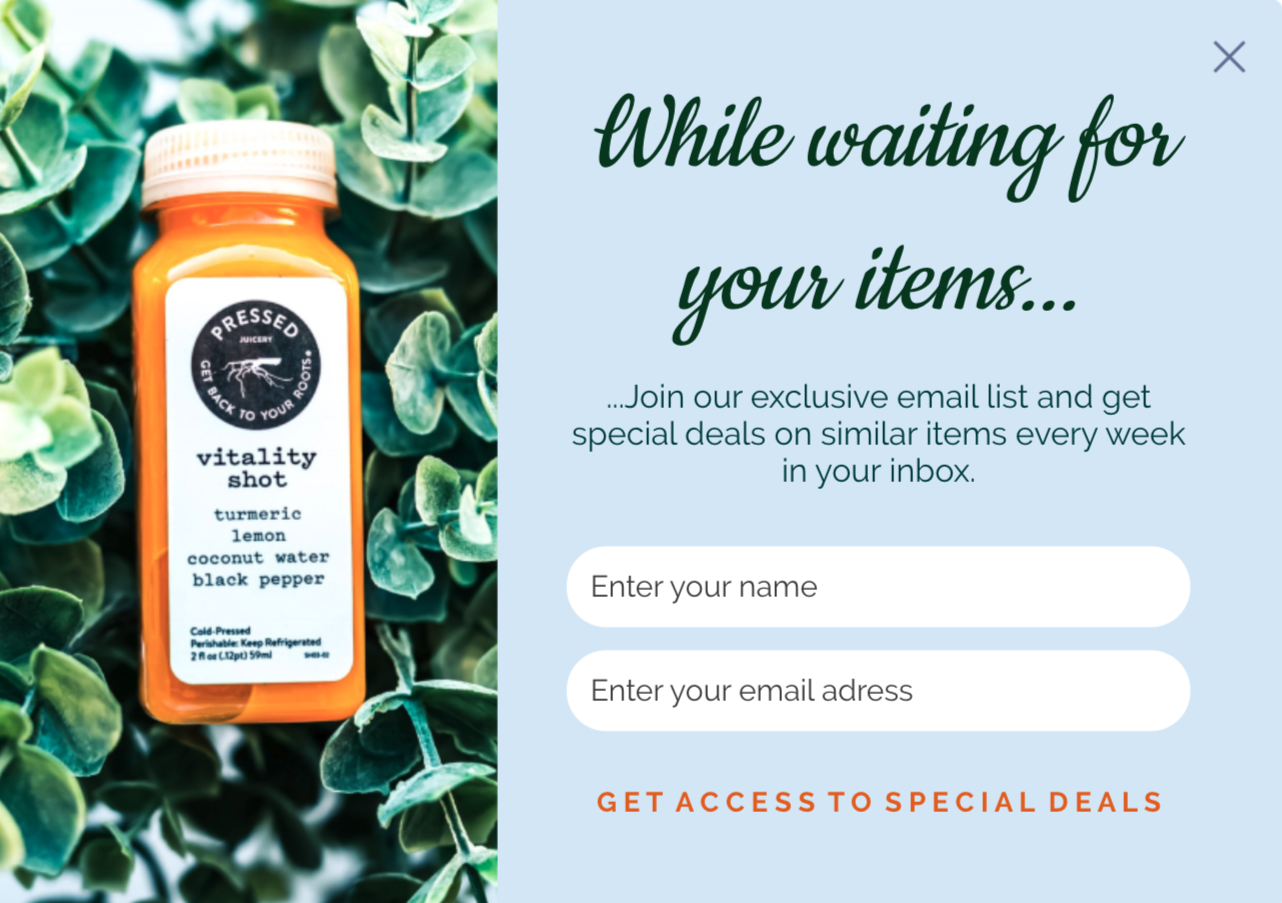 PRESSED
JUICERY
GET BACK TO YOUR ROOTS.
vitality
shot
turmeric
lemon
coconut water
black pepper
Cold-Pressed
Perishable: Keep Refrigerated
2 fl oz (.12pt) 59ml
While waiting for
your items...
...Join our exclusive email list and get
special deals on similar items every week
in your inbox.
Enter your name
Enter your email adress
GET ACCESS TO SPECIAL DEALS